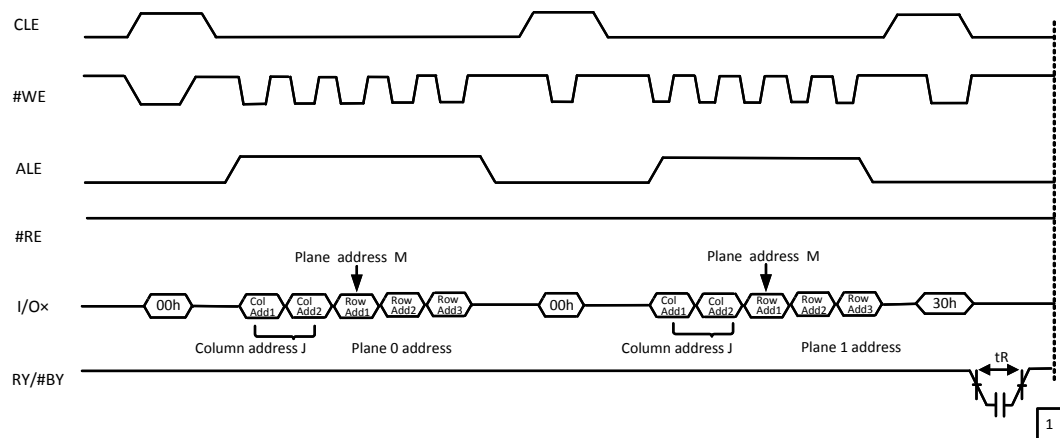 CLE
#WE
ALE
#RE
Plane address M
Plane address M
I/O×
00h
Col Add1
Col Add2
Row Add1
Row Add2
Row Add3
00h
Col Add1
Col Add2
Row Add1
Row Add2
Row Add3
30h
Column address J
Plane 0 address
Column address J
Plane 1 address
RY/#BY
tR
1